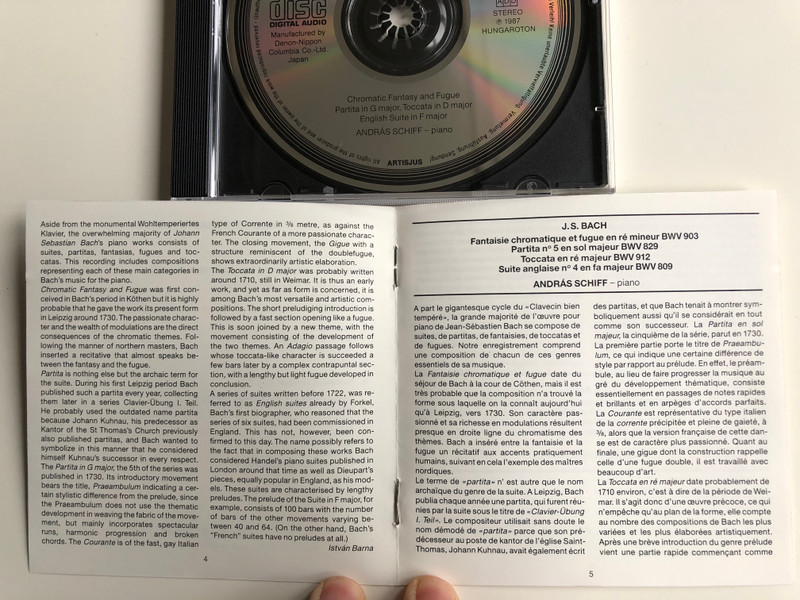 disc
DIGITAL AUDIO
Manufactured by
Denon-Nippon
Columbia Co.-Ltd.
Japan
ADD
STEREO
℗ 1987
HUNGAROTON
Chromatic Fantasy and Fugue
Partita in G major, Toccata in D major
English Suite in F major
ANDRÁS SCHIFF – piano
ARTISJUS
Aside from the monumental Wohltemperiertes
Klavier, the overwhelming majority of Johann
Sebastian Bach's piano works consists of
suites, partitas, fantasias, fugues and toc-
catas. This recording includes compositions
representing each of these main categories in
Bach's music for the piano.
Chromatic Fantasy and Fugue was first con-
ceived in Bach's period in Köthen but it is highly
probable that he gave the work its present form
in Leipzig around 1730. The passionate charac-
ter and the wealth of modulations are the direct
consequences of the chromatic themes. Fol-
lowing the manner of northern masters, Bach
inserted a recitative that almost speaks be-
tween the fantasy and the fugue.
Partita is nothing else but the archaic term for
the suite. During his first Leipzig period Bach
published such a partita every year, collecting
them later in a series Clavier-Übung I. Teil.
He probably used the outdated name partita
because Johann Kuhnau, his predecessor as
Kantor of the St Thomas's Church previously
also published partitas, and Bach wanted to
symbolize in this manner that he considered
himself Kuhnau's successor in every respect.
The Partita in G major, the 5th of the series was
published in 1730. Its introductory movement
bears the title, Praeambulum indicating a cer-
tain stylistic difference from the prelude, since
the Praeambulum does not use the thematic
development in weaving the fabric of the move-
ment, but mainly incorporates spectacular
runs, harmonic progression and broken
chords. The Courante is of the fast, gay Italian
4
type of Corrente in 3/8 metre, as against the
French Courante of a more passionate charac-
ter. The closing movement, the Gigue with a
structure reminiscent of the doublefugue,
shows extraordinarily artistic elaboration.
The Toccata in D major was probably written
around 1710, still in Weimar. It is thus an early
work, and yet as far as form is concerned, it is
among Bach's most versatile and artistic com-
positions. The short preluding introduction is
followed by a fast section opening like a fugue.
This is soon joined by a new theme, with the
movement consisting of the development of
the two themes. An Adagio passage follows
whose toccata-like character is succeeded a
few bars later by a complex contrapuntal sec-
tion, with a lengthy but light fugue developed in
conclusion.
A series of suites written before 1722, was re-
ferred to as English suites already by Forkel,
Bach's first biographer, who reasoned that the
series of six suites, had been commissioned in
England. This has not, however, been con-
firmed to this day. The name possibly refers to
the fact that in composing these works Bach
considered Handel's piano suites published in
London around that time as well as Dieupart's
pieces, equally popular in England, as his mod-
els. These suites are characterised by lengthy
preludes. The prelude of the Suite in F major, for
example, consists of 100 bars with the number
of bars of the other movements varying be-
tween 40 and 64. (On the other hand, Bach's
"French" suites have no preludes at all.)
István Barna
J.S. BACH
Fantaisie chromatique et fugue en ré mineur BWV 903
Partita nº 5 en sol majeur BWV 829
Toccata en ré majeur BWV 912
Suite anglaise nº 4 en fa majeur BWV 809
ANDRÁS SCHIFF – piano
A part le gigantesque cycle du «Clavecin bien
tempéré», la grande majorité de l'œuvre pour
piano de Jean-Sébastien Bach se compose de
suites, de partitas, de fantaisies, de toccatas et
de fugues. Notre enregistrement comprend
une composition de chacun de ces genres
essentiels de sa musique.
La Fantaisie chromatique et fugue date du
séjour de Bach à la cour de Cöthen, mais il est
très probable que la composition n'a trouvé la
forme sous laquelle on la connaît aujourd'hui
qu'à Leipzig, vers 1730. Son caractère pas-
sionné et sa richesse en modulations résultent
presque en droite ligne du chromatisme des
thèmes. Bach a inséré entre la fantaisie et la
fugue un récitatif aux accents pratiquement
humains, suivant en cela l'exemple des maîtres
nordiques.
Le terme de «partita» n' est autre que le nom
archaïque du genre de la suite. A Leipzig, Bach
publia chaque année une partita, qui furent réu-
nies par la suite sous le titre de «Clavier-Übung
I. Teil». Le compositeur utilisait sans doute le
nom démodé de «partita» parce que son pré-
décesseur au poste de kantor de l'église Saint-
Thomas, Johann Kuhnau, avait également écrit
des partitas, et que Bach tenait à montrer sym-
boliquement aussi qu'il se considérait en tout
comme son successeur. La Partita en sol
majeur, la cinquième de la série, parut en 1730.
La première partie porte le titre de Praeambu-
lum, ce qui indique une certaine différence de
style par rapport au prélude. En effet, le préam-
bule, au lieu de faire progresser la musique au
gré du développement thématique, consiste
essentiellement en passages de notes rapides
et brillants et en arpèges d'accords parfaits.
La Courante est représentative du type italien
de la corrente précipitée et pleine de gaieté, à
3/8, alors que la version française de cette dan-
se est de caractère plus passionné. Quant au
finale, une gigue dont la construction rappelle
celle d'une fugue double, il est travaillé avec
beaucoup d'art.
La Toccata en ré majeur date probablement de
1710 environ, c'est à dire de la période de Wei-
mar. Il s'agit donc d'une œuvre précoce, ce qui
n'empêche qu'au plan de la forme, elle compte
au nombre des compositions de Bach les plus
variées et les plus élaborées artistiquement.
Après une brève introduction du genre prélude
vient une partie rapide commençant comme
5